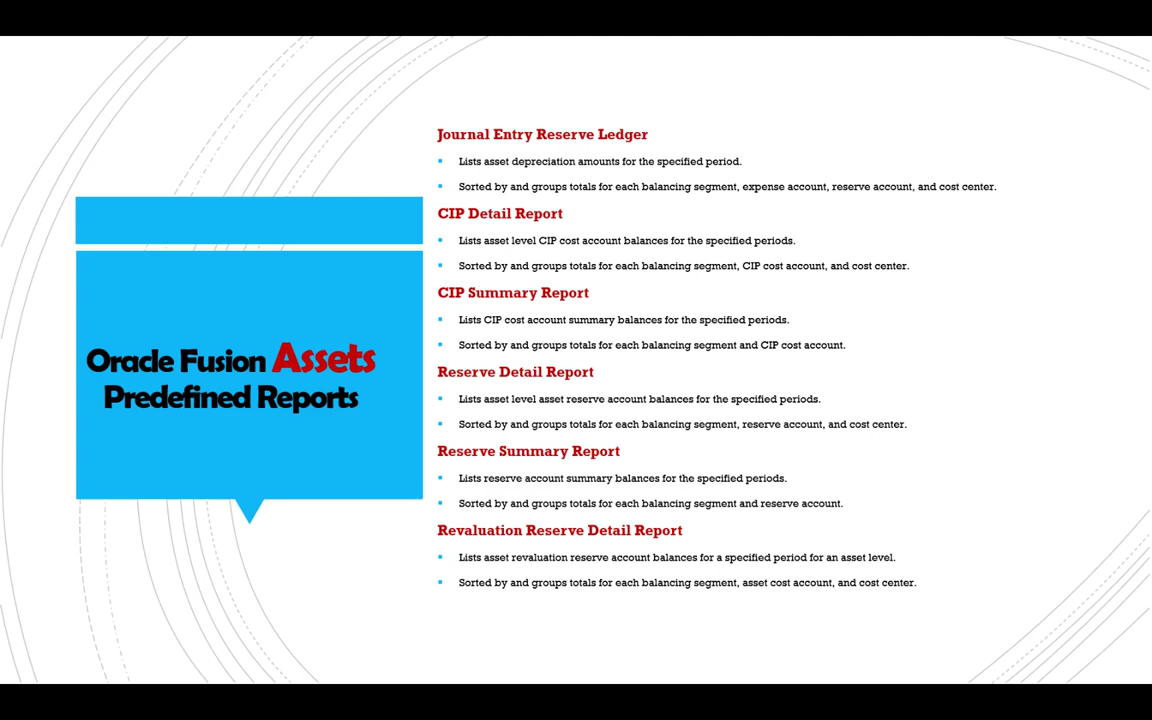 Oracle Fusion Assets
Predefined Reports
Journal Entry Reserve Ledger
Lists asset depreciation amounts for the specified period.
Sorted by and groups totals for each balancing segment, expense account, reserve account, and cost center.
CIP Detail Report
Lists asset level CIP cost account balances for the specified periods.
Sorted by and groups totals for each balancing segment, CIP cost account, and cost center.
CIP Summary Report
Lists CIP cost account summary balances for the specified periods.
Sorted by and groups totals for each balancing segment and CIP cost account.
Reserve Detail Report
Lists asset level asset reserve account balances for the specified periods.
Sorted by and groups totals for each balancing segment, reserve account, and cost center.
Reserve Summary Report
Lists reserve account summary balances for the specified periods.
Sorted by and groups totals for each balancing segment and reserve account.
Revaluation Reserve Detail Report
Lists asset revaluation reserve account balances for a specified period for an asset level.
Sorted by and groups totals for each balancing segment, asset cost account, and cost center.